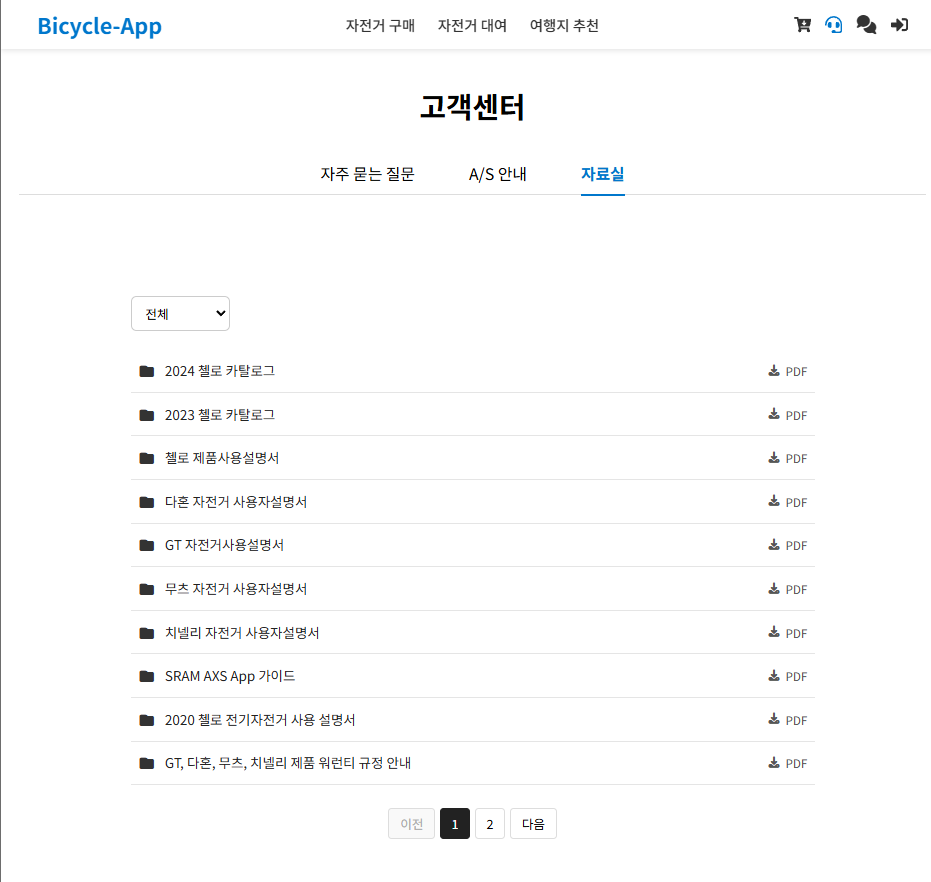 Bicycle-App 자전거 구매 자전거 대여 여행지 추천
고객센터
자주 묻는 질문 A/S 안내 자료실
전체
2024 첼로 카탈로그 PDF
2023 첼로 카탈로그 PDF
첼로 제품사용설명서 PDF
다혼 자전거 사용자설명서 PDF
GT 자전거사용설명서 PDF
무츠 자전거 사용자설명서 PDF
치넬리 자전거 사용자설명서 PDF
SRAM AXS App 가이드 PDF
2020 첼로 전기자전거 사용 설명서 PDF
GT, 다혼, 무츠, 치넬리 제품 워런티 규정 안내 PDF
이전 1 2 다음